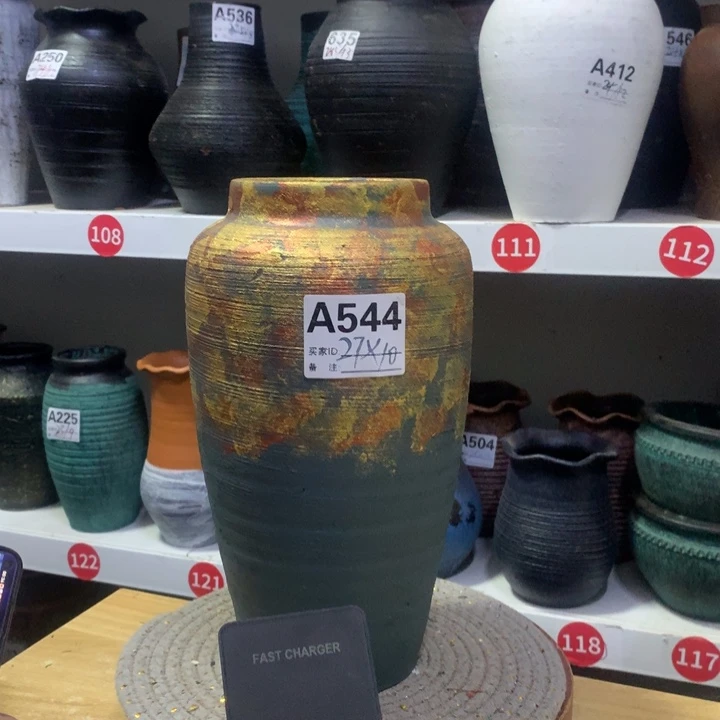 A250
A536
635
A412
546
108
111
112
A544
买家ID 27X10
备 注
A225
A504
122
121
118
117
FAST CHARGER